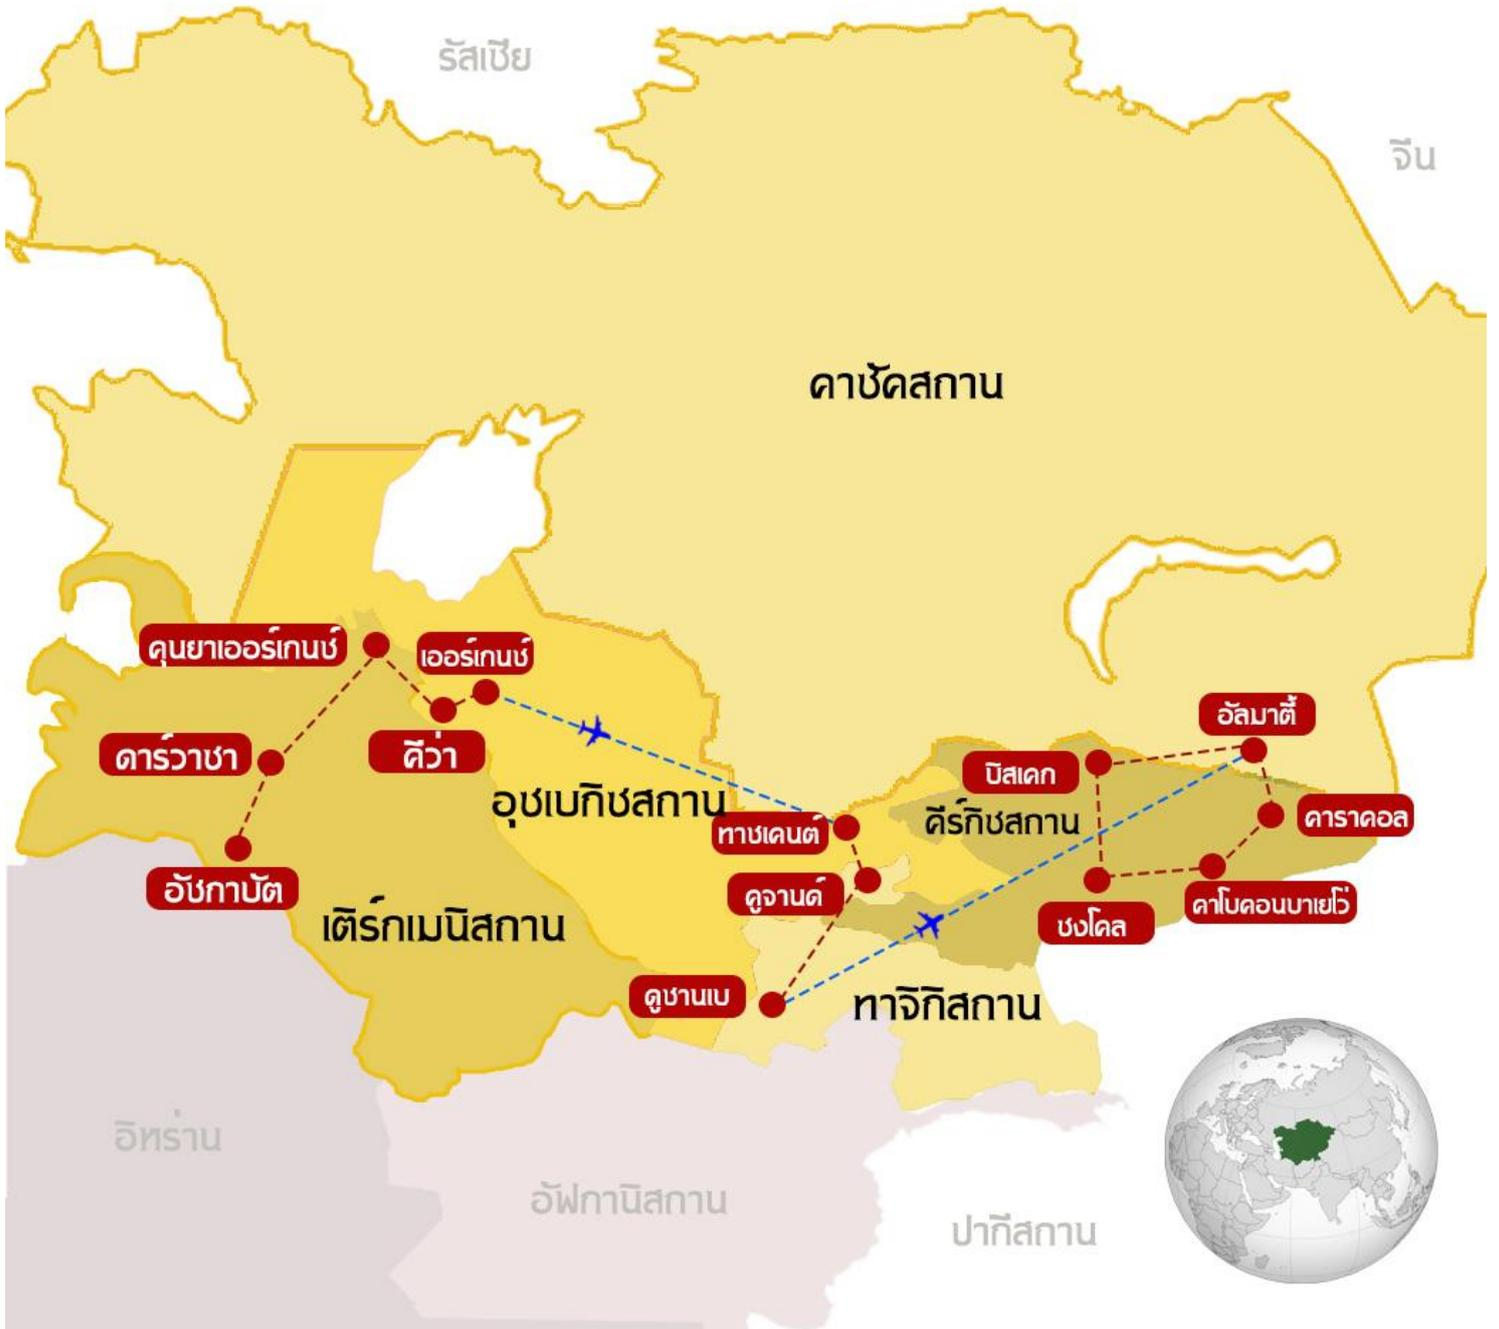 รัสเซีย
จีน
คาซัคสถาน
คุนยาเออร์เกนช์
เออร์เกนช์
ดาร์วาซา
คีว่า
อัชกาบัต
เติร์กเมนิสถาน
อุซเบกิซสถาน
ทาชเคนต์
คูจานด์
ดูชานเบ
ทาจิกิสถาน
คีร์กิซสถาน
บิสเคก
อัลมาตี้
คาราคอล
คาโบคอนบาเยโว่
ซงโคล
อิหร่าน
อัฟกานิสถาน
ปากีสถาน